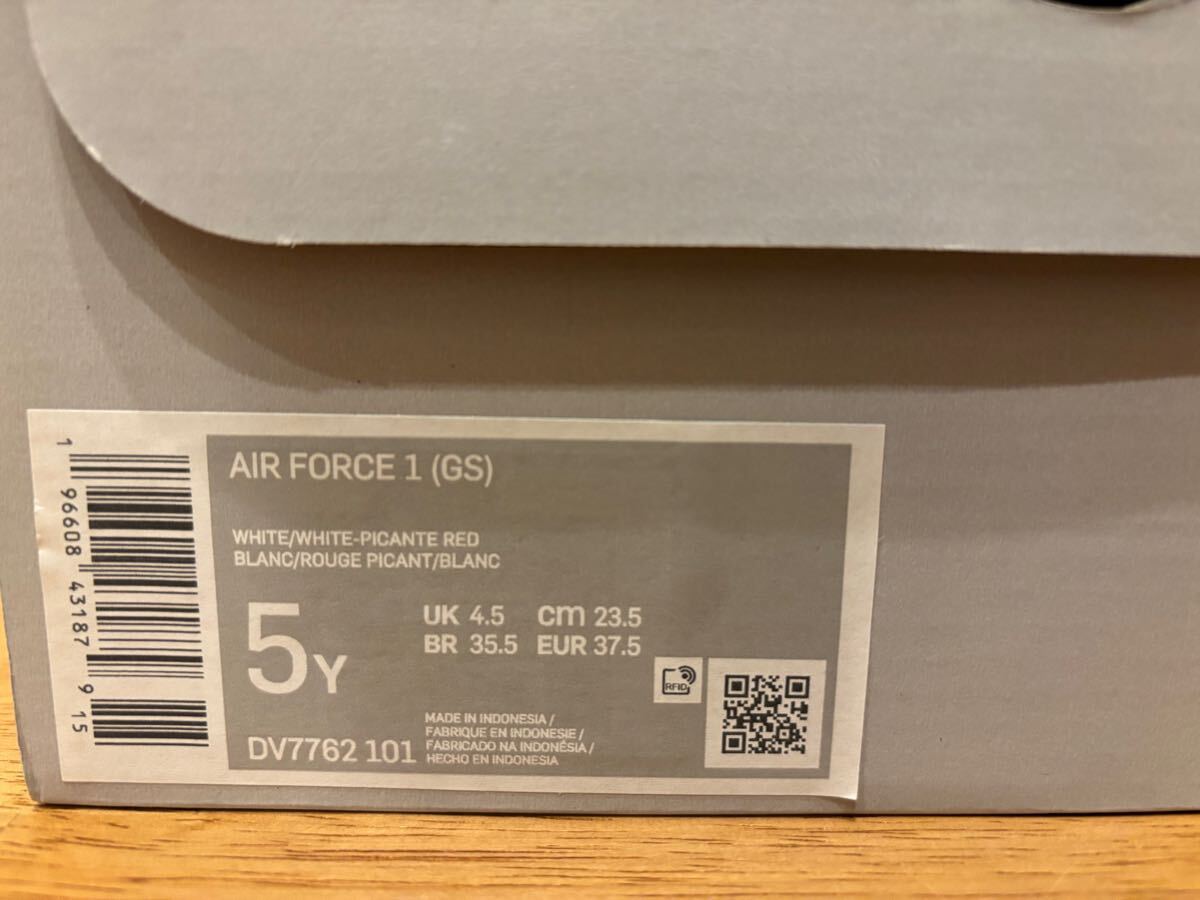 AIR FORCE 1 (GS)
WHITE/WHITE-PICANTE RED
BLANC/ROUGE PICANT/BLANC
5Y
UK 4.5 cm 23.5
BR 35.5 EUR 37.5
RFID
MADE IN INDONESIA /
FABRIQUE EN INDONESIE /
FABRICADO NA INDONÉSIA /
HECHO EN INDONESIA
DV7762 101
1 96608 43187 9 15